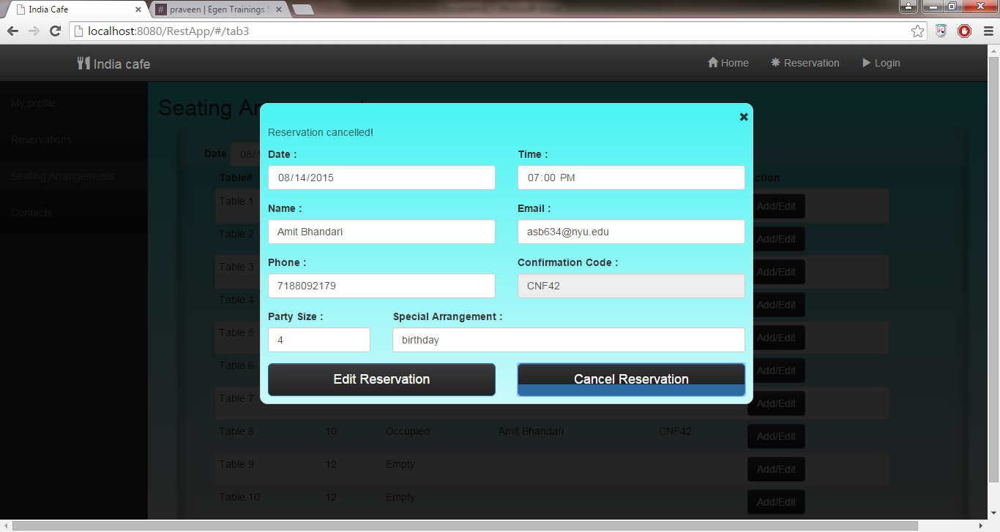 India Cafe
praveen | Egen Trainings
localhost:8080/RestApp/#/tab3
India cafe Home Reservation Login
My profile
Reservations
Seating Arrangements
Contacts
Seating
Date 08/1
Table#
Table 1 Add/Edit
Table 2 Add/Edit
Table 3 Add/Edit
Table 4 Add/Edit
Table 5 Add/Edit
Table 6 Add/Edit
Table 7 Add/Edit
Table 8 10 Occupied Amit Bhandari CNF42 Add/Edit
Table 9 12 Empty Add/Edit
Table 10 12 Empty Add/Edit
Reservation cancelled!
Date : Time :
08/14/2015 07:00 PM
Name : Email :
Amit Bhandari asb634@nyu.edu
Phone : Confirmation Code :
7188092179 CNF42
Party Size : Special Arrangement :
4 birthday
Edit Reservation Cancel Reservation